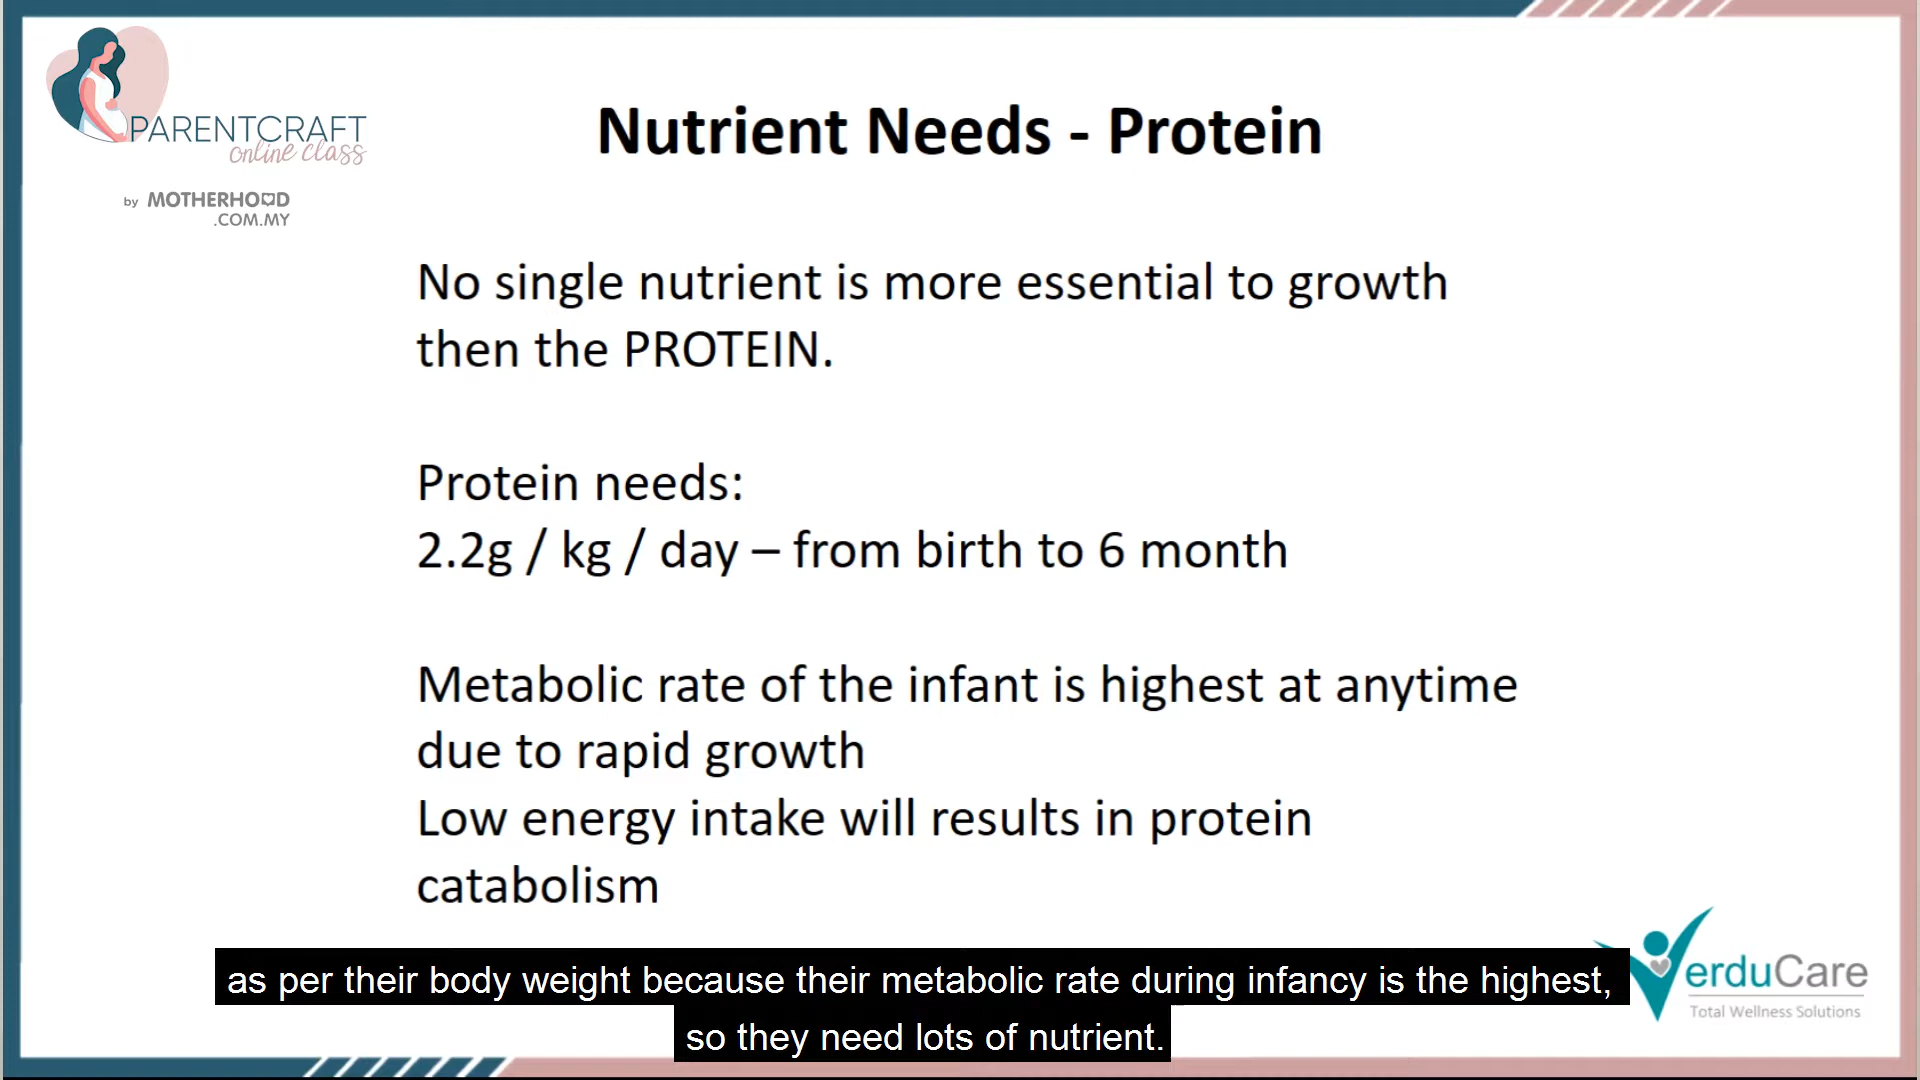 PARENTCRAFT
online class
by MOTHERHOOD
.COM.MY
Nutrient Needs - Protein
No single nutrient is more essential to growth
then the PROTEIN.
Protein needs:
2.2g / kg / day – from birth to 6 month
Metabolic rate of the infant is highest at anytime
due to rapid growth
Low energy intake will results in protein
catabolism
as per their body weight because their metabolic rate during infancy is the highest,
so they need lots of nutrient.
VerduCare
Total Wellness Solutions